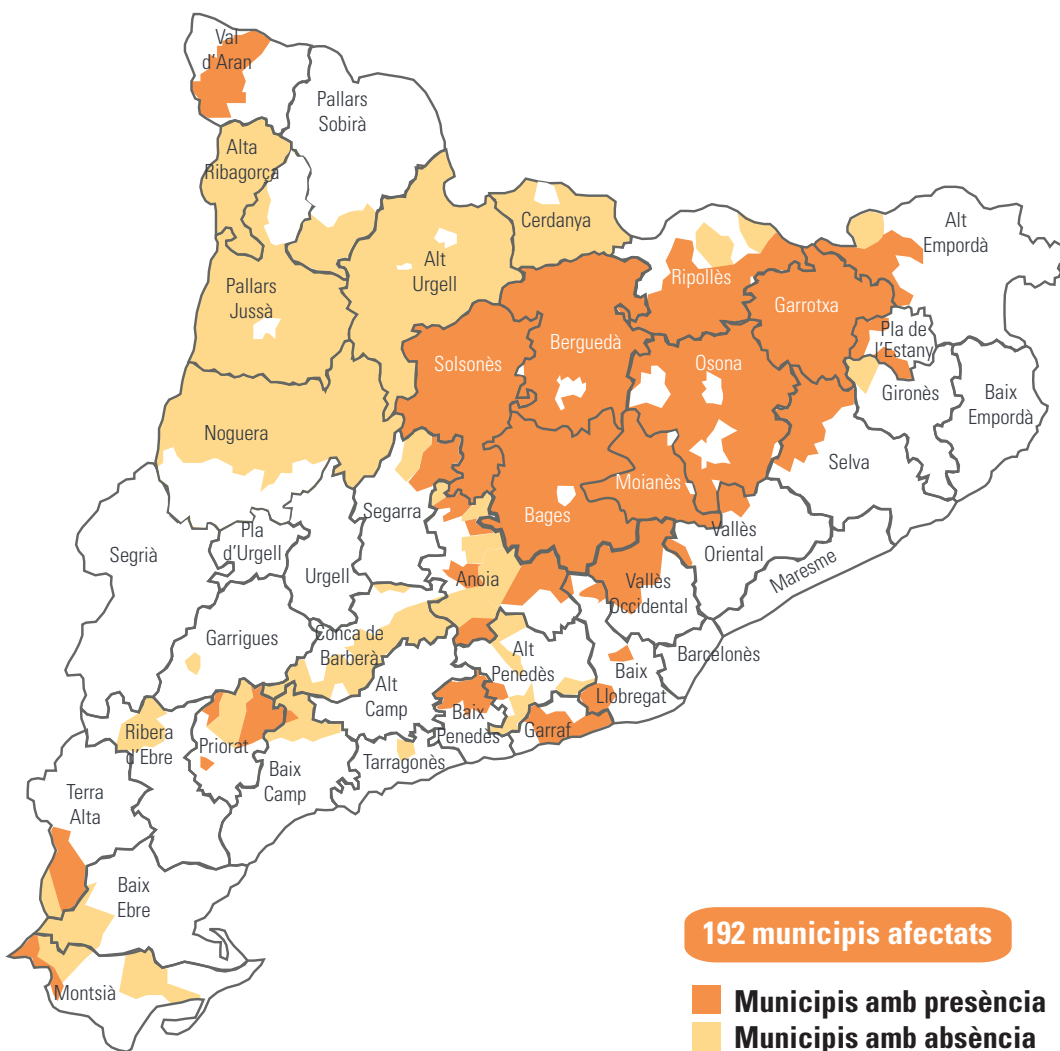 Val
d'Aran
Pallars
Sobirà
Alta
Ribagorça
Cerdanya
Alt
Empordà
Alt
Urgell
Ripollès
Pallars
Jussà
Garrotxa
Pla de
l'Estany
Berguedà
Solsonès
Osona
Gironès
Baix
Empordà
Noguera
Selva
Moianès
Segarra
Bages
Pla
d'Urgell
Vallès
Oriental
Segrià
Urgell
Anoia
Vallès
Occidental
Maresme
Garrigues
Conca de
Barberà
Alt
Penedès
Barcelonès
Baix
Llobregat
Alt
Camp
Baix
Penedès
Garraf
Ribera
d'Ebre
Priorat
Tarragonès
Baix
Camp
Terra
Alta
Baix
Ebre
Montsià
192 municipis afectats
Municipis amb presència
Municipis amb absència